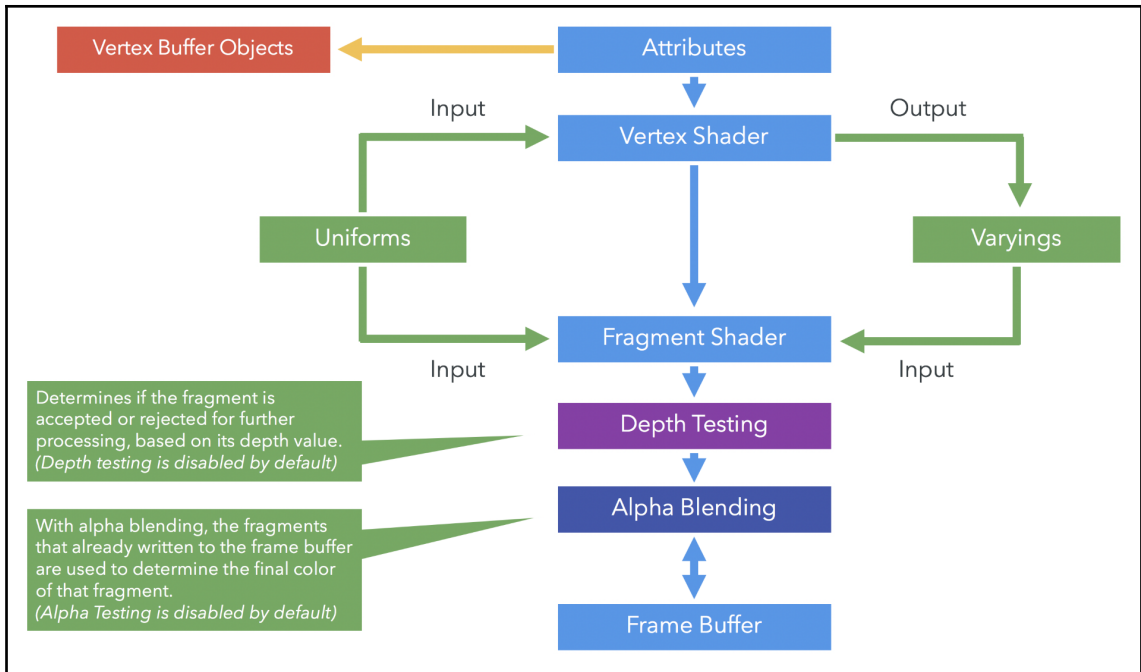 Vertex Buffer Objects
Attributes
Input
Output
Vertex Shader
Uniforms
Varyings
Fragment Shader
Input
Input
Determines if the fragment is
accepted or rejected for further
processing, based on its depth value.
(Depth testing is disabled by default)
Depth Testing
Alpha Blending
With alpha blending, the fragments
that already written to the frame buffer
are used to determine the final color
of that fragment.
(Alpha Testing is disabled by default)
Frame Buffer